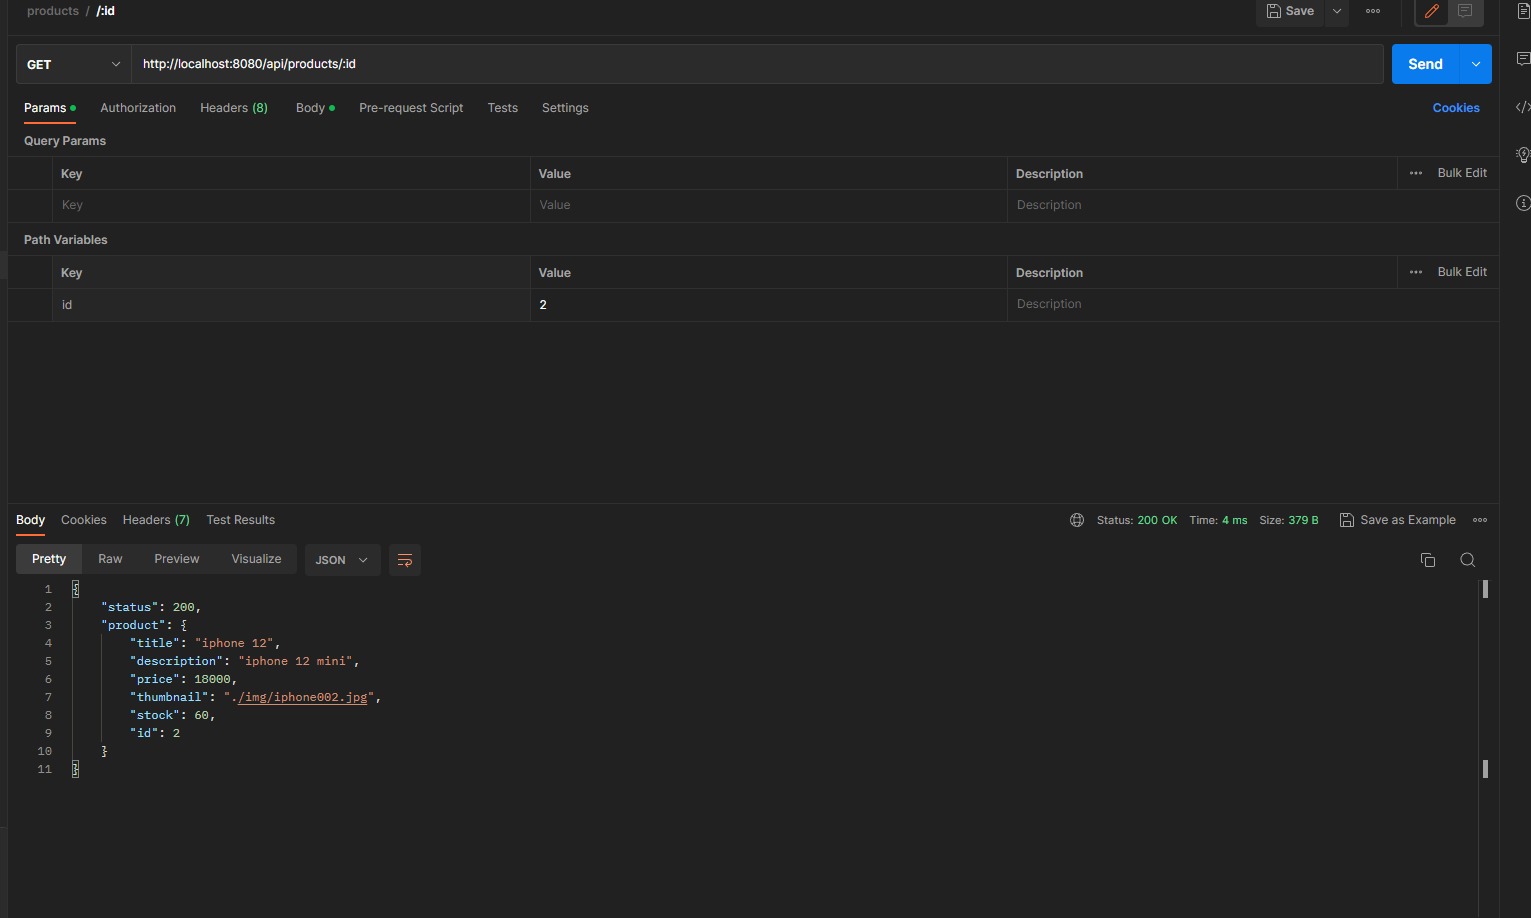 products / /:id
Save
GET http://localhost:8080/api/products/:id Send
Params Authorization Headers (8) Body Pre-request Script Tests Settings Cookies
Query Params
Key Value Description Bulk Edit
Key Value Description
Path Variables
Key Value Description Bulk Edit
id 2 Description
Body Cookies Headers (7) Test Results Status: 200 OK Time: 4 ms Size: 379 B Save as Example
Pretty Raw Preview Visualize JSON
1 {
2 "status": 200,
3 "product": {
4 "title": "iphone 12",
5 "description": "iphone 12 mini",
6 "price": 18000,
7 "thumbnail": "./img/iphone002.jpg",
8 "stock": 60,
9 "id": 2
10 }
11 }